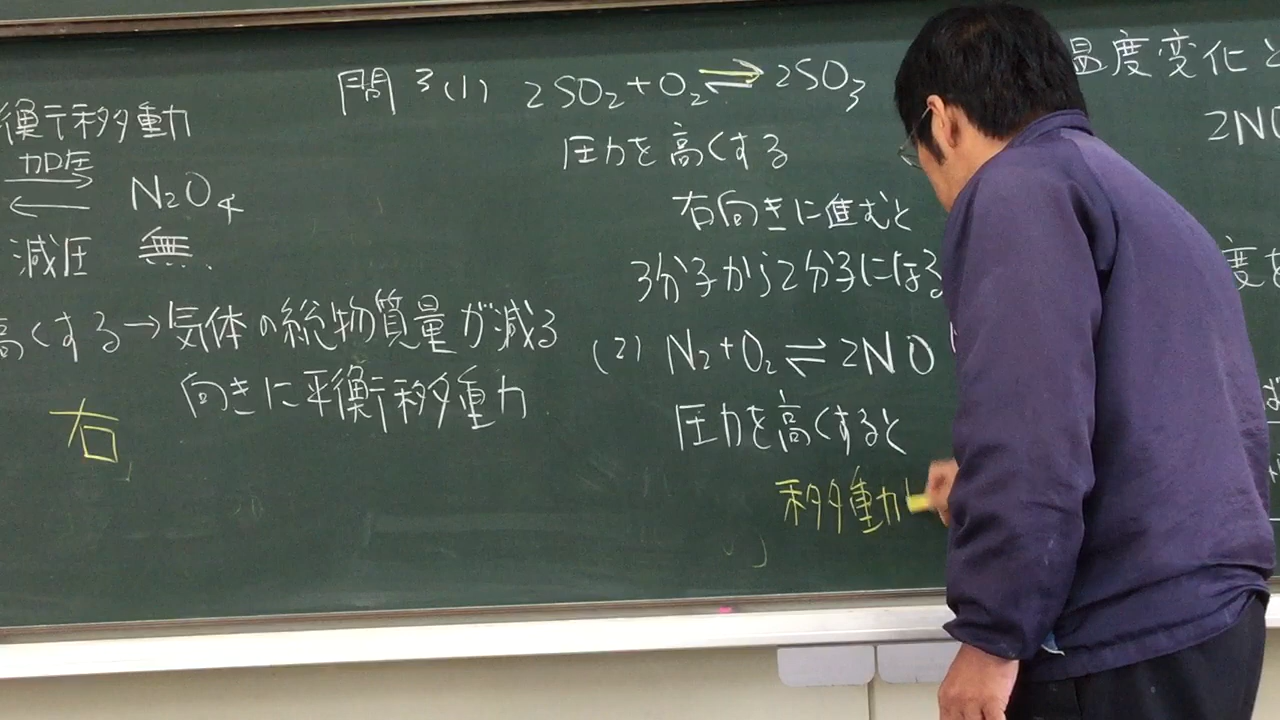 衡移動
加圧
N₂O₄
減圧 無
高くする→気体の総物質量が減る
向きに平衡移動
右
問3(1) 2SO₂+O₂⇌2SO₃
圧力を高くする
右向きに進むと
3分子から2分子になる
(2) N₂+O₂⇌2NO
圧力を高くすると
移動し
温度変化と
2NO
度を